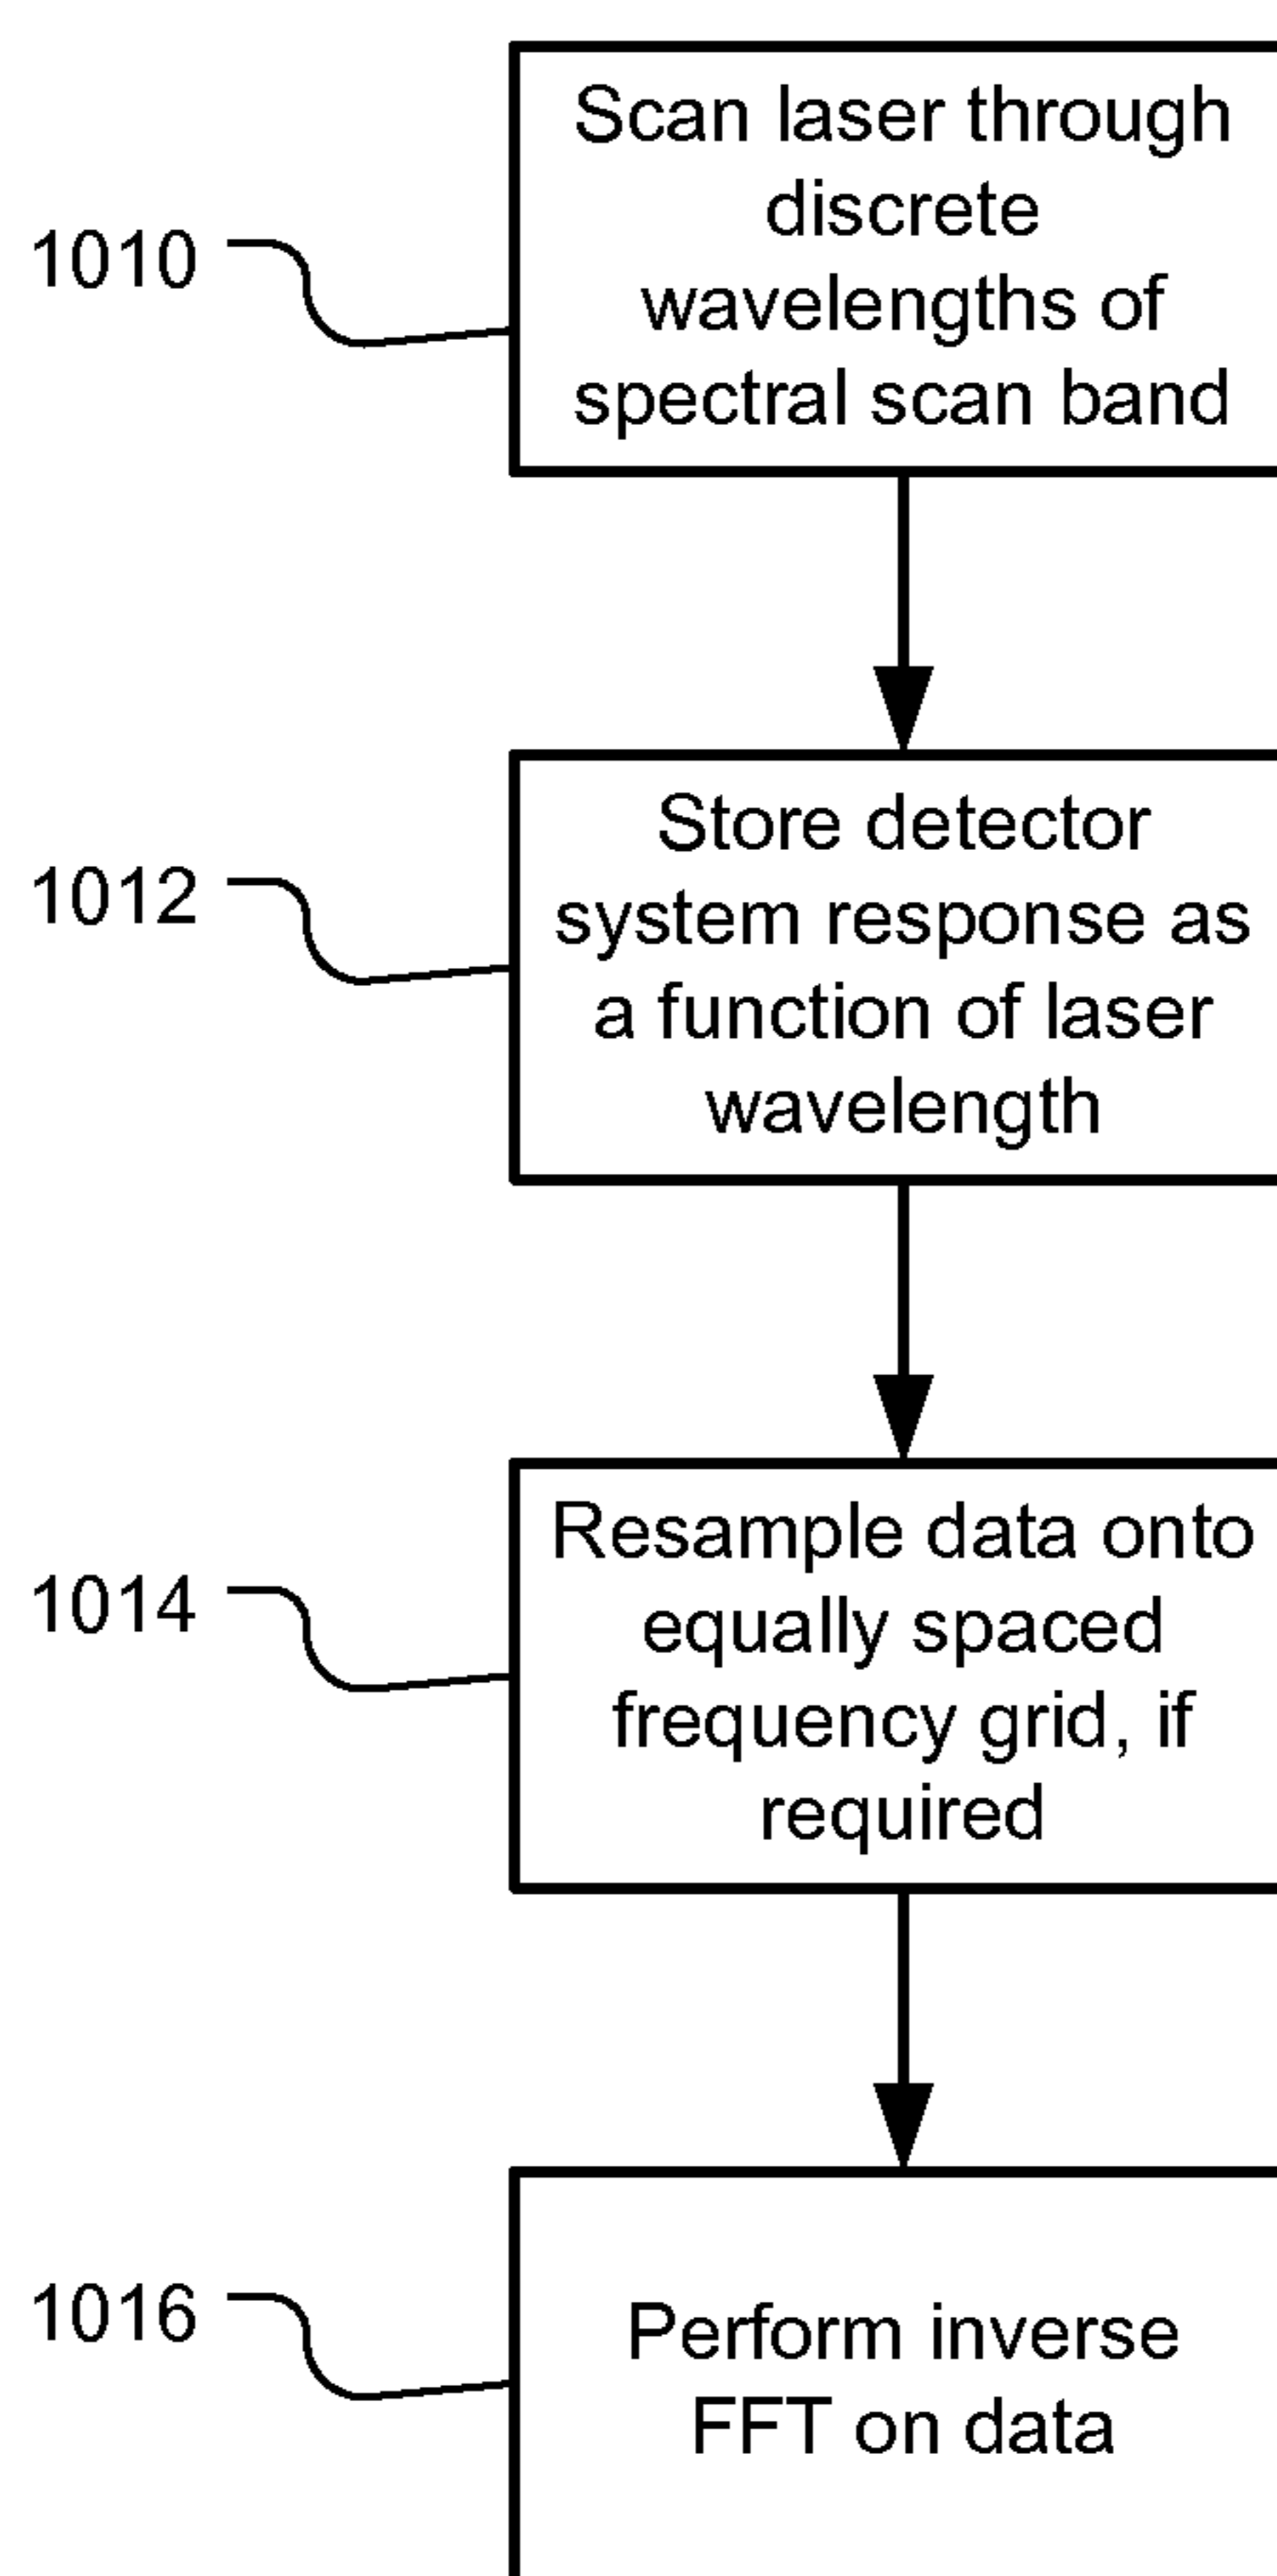 Scan laser through
discrete
wavelengths of
spectral scan band
1010
Store detector
system response as
a function of laser
wavelength
1012
Resample data onto
equally spaced
frequency grid, if
required
1014
Perform inverse
FFT on data
1016